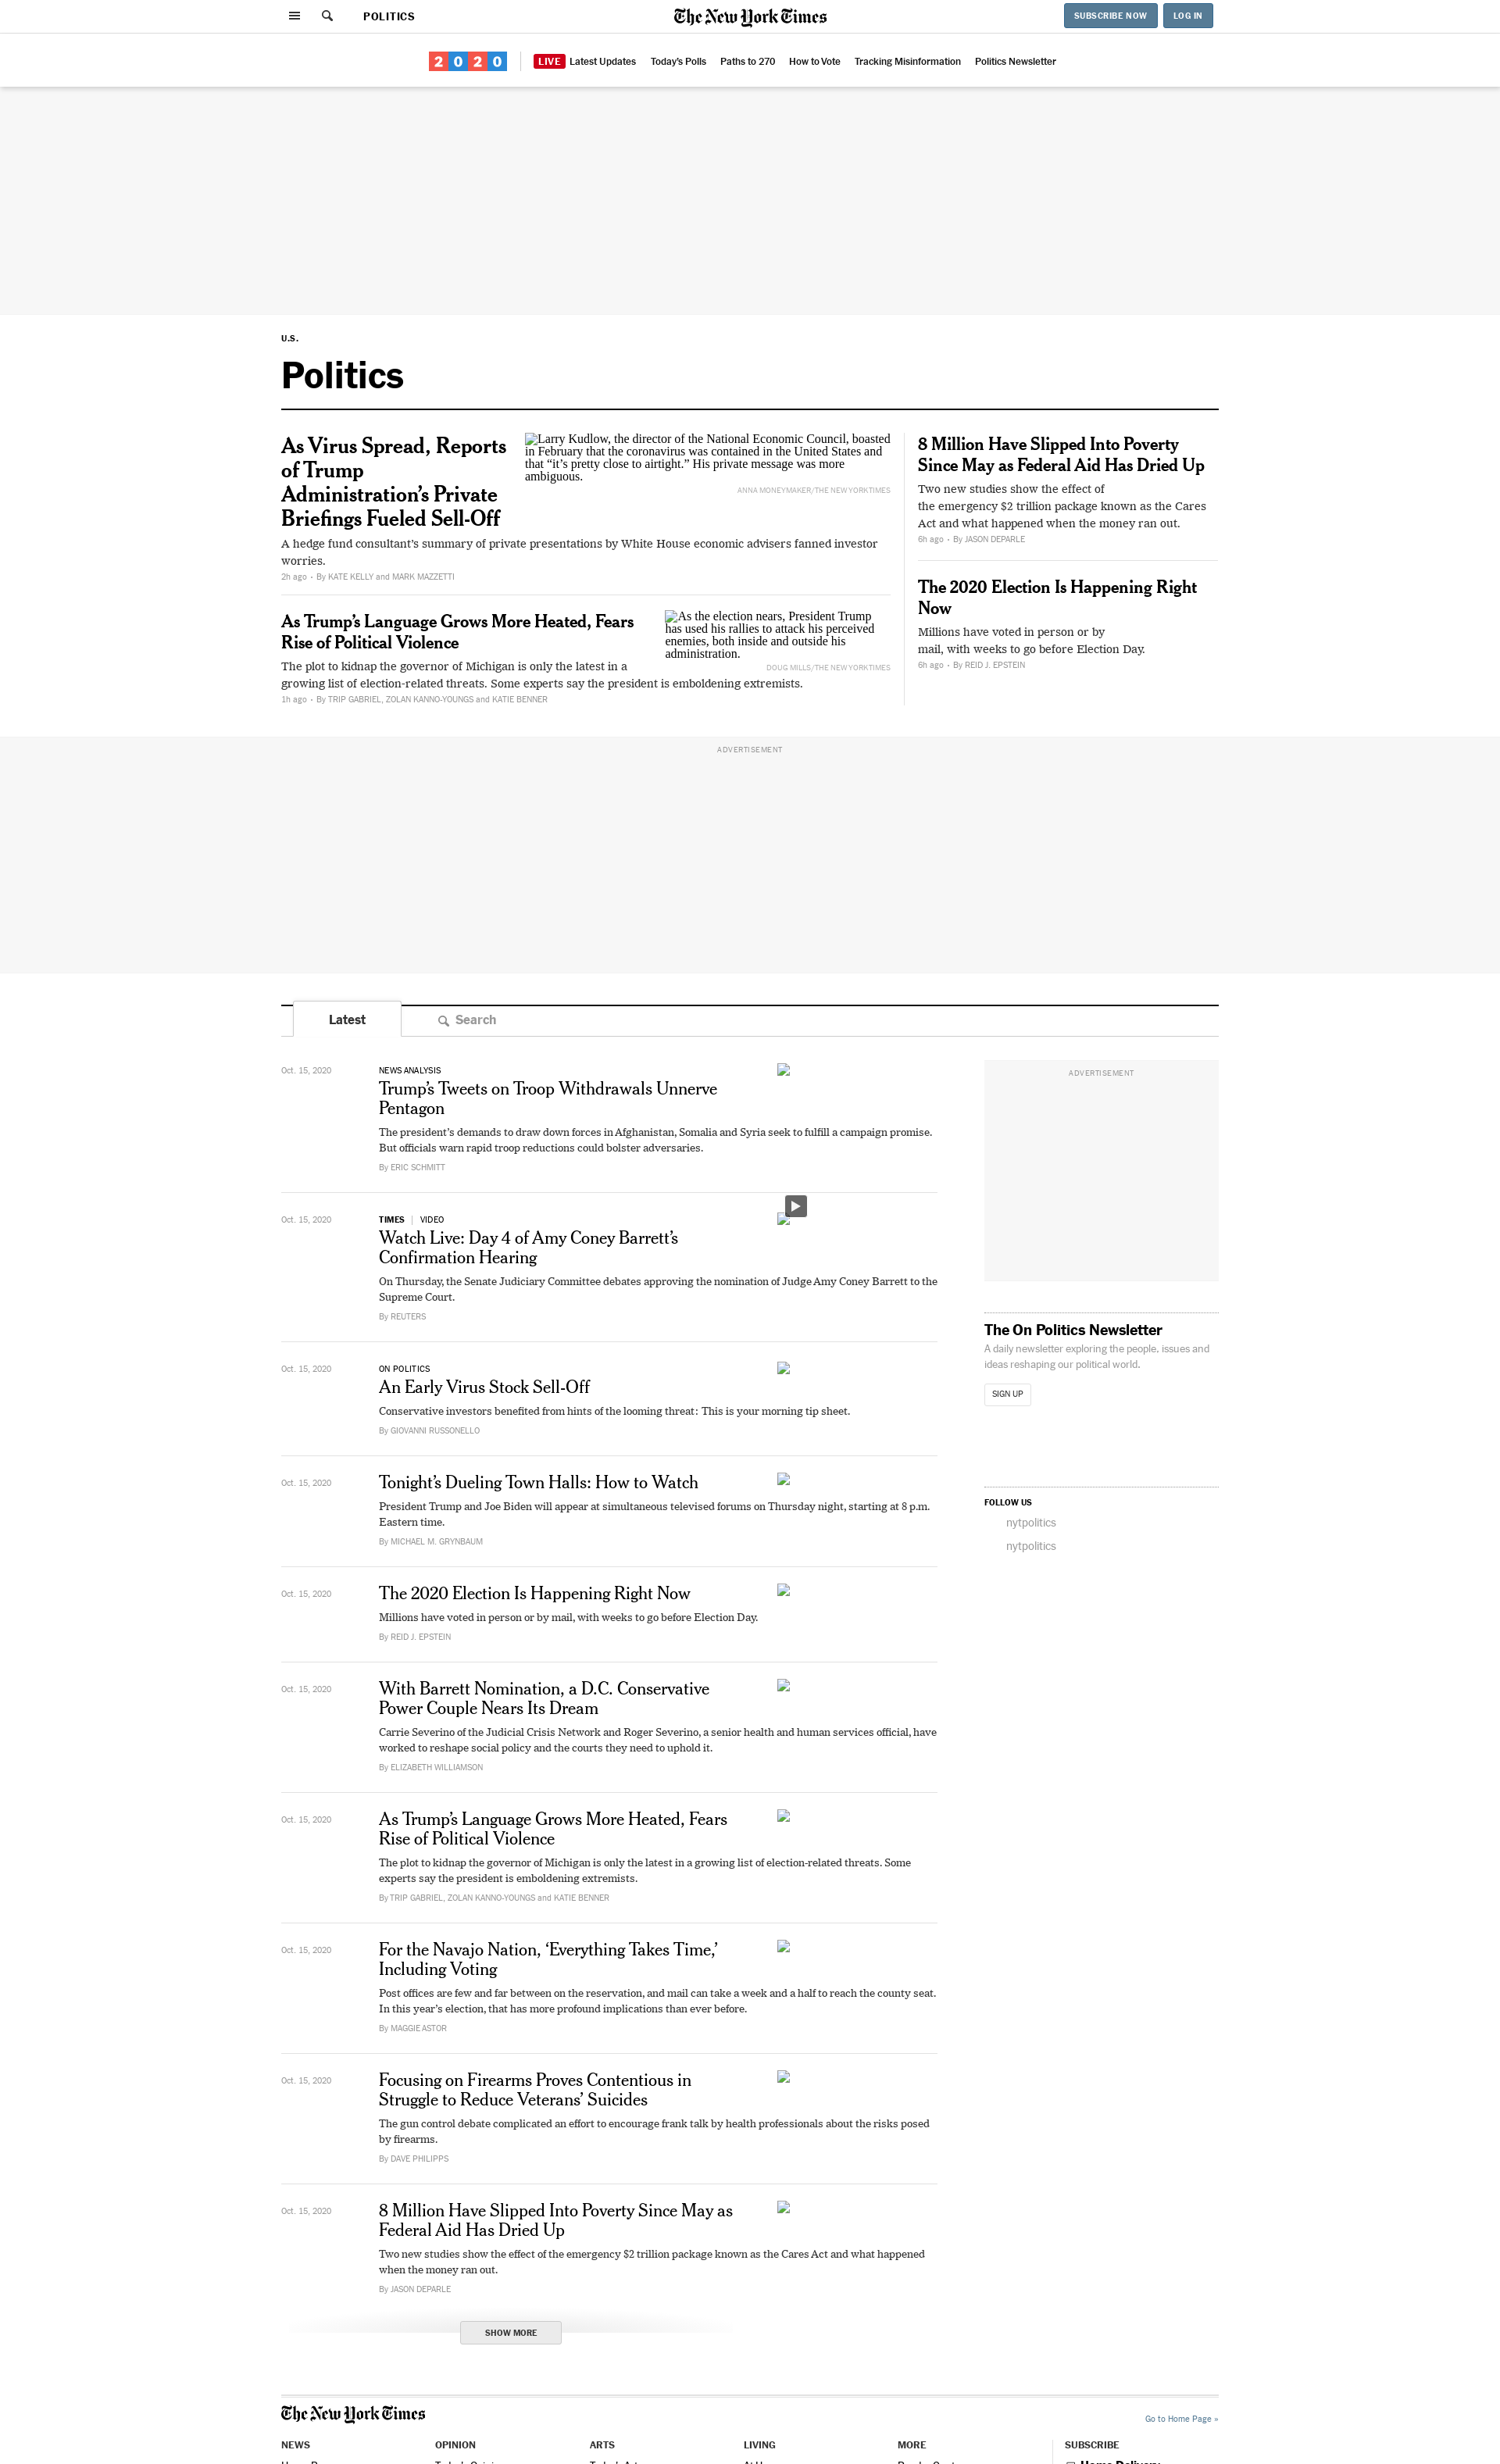 POLITICS
The New York Times
SUBSCRIBE NOW
LOG IN
2020
LIVE Latest Updates
Today's Polls
Paths to 270
How to Vote
Tracking Misinformation
Politics Newsletter
U.S.
Politics
As Virus Spread, Reports
of Trump
Administration’s Private
Briefings Fueled Sell-Off
Larry Kudlow, the director of the National Economic Council, boasted
in February that the coronavirus was contained in the United States and
that “it’s pretty close to airtight.” His private message was more
ambiguous.
ANNA MONEYMAKER/THE NEW YORK TIMES
A hedge fund consultant’s summary of private presentations by White House economic advisers fanned investor
worries.
2h ago • By KATE KELLY and MARK MAZZETTI
As Trump’s Language Grows More Heated, Fears
Rise of Political Violence
As the election nears, President Trump
has used his rallies to attack his perceived
enemies, both inside and outside his
administration.
DOUG MILLS/THE NEW YORK TIMES
The plot to kidnap the governor of Michigan is only the latest in a
growing list of election-related threats. Some experts say the president is emboldening extremists.
1h ago • By TRIP GABRIEL, ZOLAN KANNO-YOUNGS and KATIE BENNER
8 Million Have Slipped Into Poverty
Since May as Federal Aid Has Dried Up
Two new studies show the effect of
the emergency $2 trillion package known as the Cares
Act and what happened when the money ran out.
6h ago • By JASON DEPARLE
The 2020 Election Is Happening Right
Now
Millions have voted in person or by
mail, with weeks to go before Election Day.
6h ago • By REID J. EPSTEIN
ADVERTISEMENT
Latest
Search
Oct. 15, 2020
NEWS ANALYSIS
Trump’s Tweets on Troop Withdrawals Unnerve
Pentagon
The president’s demands to draw down forces in Afghanistan, Somalia and Syria seek to fulfill a campaign promise.
But officials warn rapid troop reductions could bolster adversaries.
By ERIC SCHMITT
Oct. 15, 2020
TIMES | VIDEO
Watch Live: Day 4 of Amy Coney Barrett’s
Confirmation Hearing
On Thursday, the Senate Judiciary Committee debates approving the nomination of Judge Amy Coney Barrett to the
Supreme Court.
By REUTERS
Oct. 15, 2020
ON POLITICS
An Early Virus Stock Sell-Off
Conservative investors benefited from hints of the looming threat: This is your morning tip sheet.
By GIOVANNI RUSSONELLO
Oct. 15, 2020
Tonight’s Dueling Town Halls: How to Watch
President Trump and Joe Biden will appear at simultaneous televised forums on Thursday night, starting at 8 p.m.
Eastern time.
By MICHAEL M. GRYNBAUM
Oct. 15, 2020
The 2020 Election Is Happening Right Now
Millions have voted in person or by mail, with weeks to go before Election Day.
By REID J. EPSTEIN
Oct. 15, 2020
With Barrett Nomination, a D.C. Conservative
Power Couple Nears Its Dream
Carrie Severino of the Judicial Crisis Network and Roger Severino, a senior health and human services official, have
worked to reshape social policy and the courts they need to uphold it.
By ELIZABETH WILLIAMSON
Oct. 15, 2020
As Trump’s Language Grows More Heated, Fears
Rise of Political Violence
The plot to kidnap the governor of Michigan is only the latest in a growing list of election-related threats. Some
experts say the president is emboldening extremists.
By TRIP GABRIEL, ZOLAN KANNO-YOUNGS and KATIE BENNER
Oct. 15, 2020
For the Navajo Nation, ‘Everything Takes Time,’
Including Voting
Post offices are few and far between on the reservation, and mail can take a week and a half to reach the county seat.
In this year’s election, that has more profound implications than ever before.
By MAGGIE ASTOR
Oct. 15, 2020
Focusing on Firearms Proves Contentious in
Struggle to Reduce Veterans’ Suicides
The gun control debate complicated an effort to encourage frank talk by health professionals about the risks posed
by firearms.
By DAVE PHILIPPS
Oct. 15, 2020
8 Million Have Slipped Into Poverty Since May as
Federal Aid Has Dried Up
Two new studies show the effect of the emergency $2 trillion package known as the Cares Act and what happened
when the money ran out.
By JASON DEPARLE
SHOW MORE
ADVERTISEMENT
The On Politics Newsletter
A daily newsletter exploring the people, issues and
ideas reshaping our political world.
SIGN UP
FOLLOW US
nytpolitics
nytpolitics
The New York Times
Go to Home Page »
NEWS
OPINION
ARTS
LIVING
MORE
SUBSCRIBE